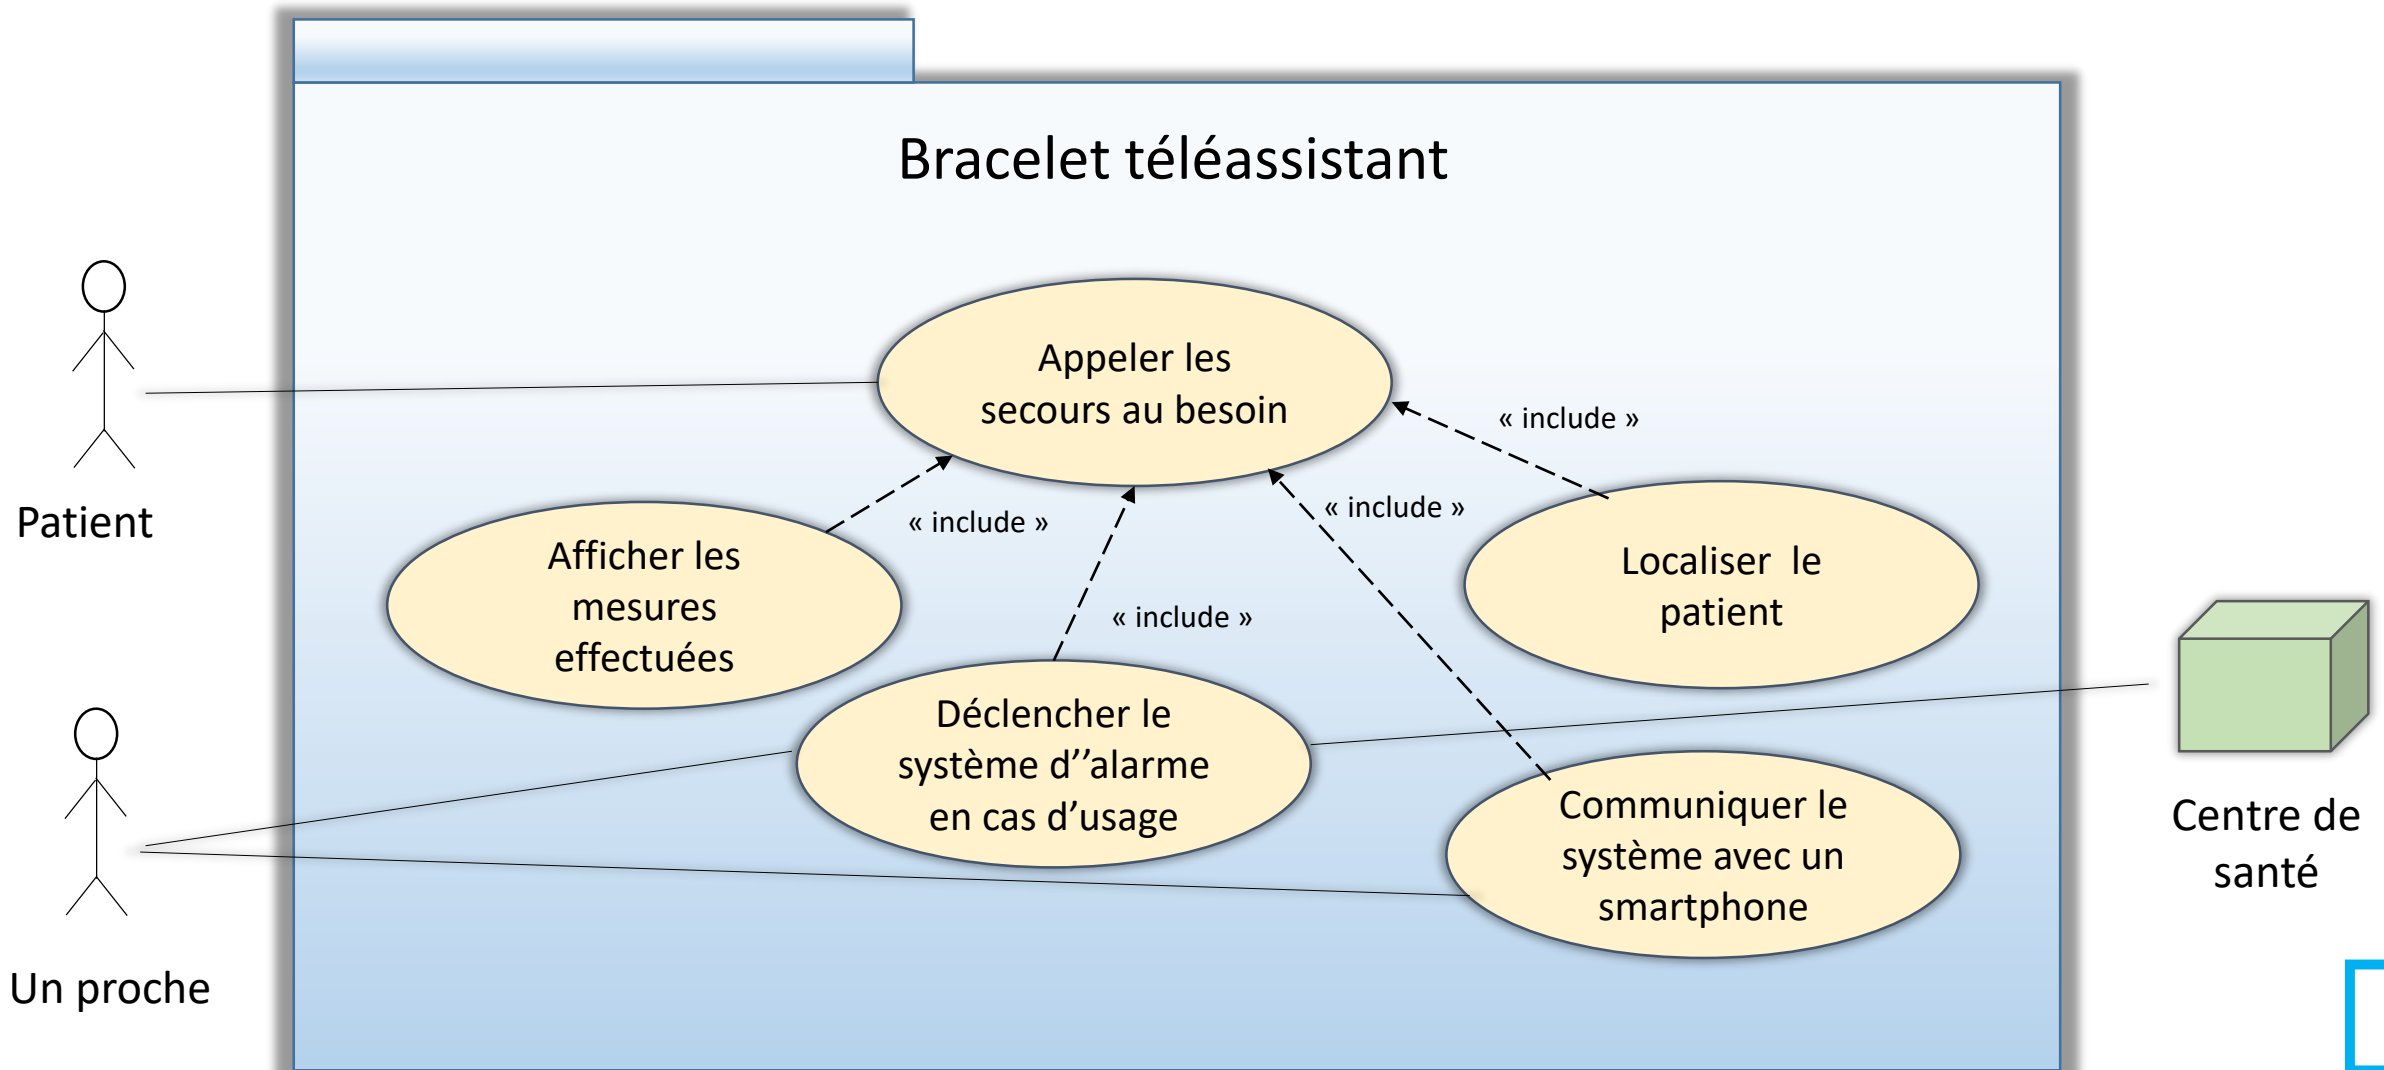 Bracelet téléassistant
Appeler les
secours au besoin
« include »
« include »
« include »
« include »
Patient
Afficher les
mesures
effectuées
Localiser  le
patient
Déclencher le
système d’’alarme
en cas d’usage
Communiquer le
système avec un
smartphone
Centre de
santé
Un proche